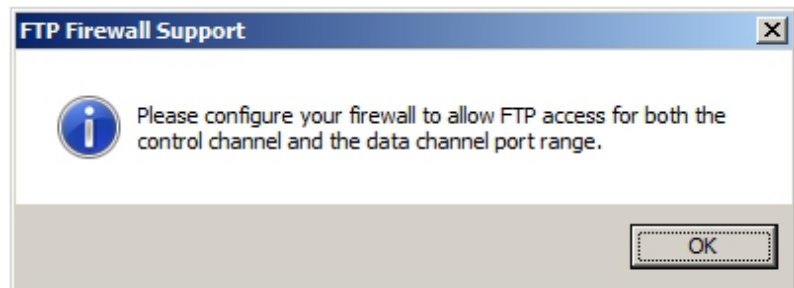 FTP Firewall Support
Please configure your firewall to allow FTP access for both the
control channel and the data channel port range.
OK